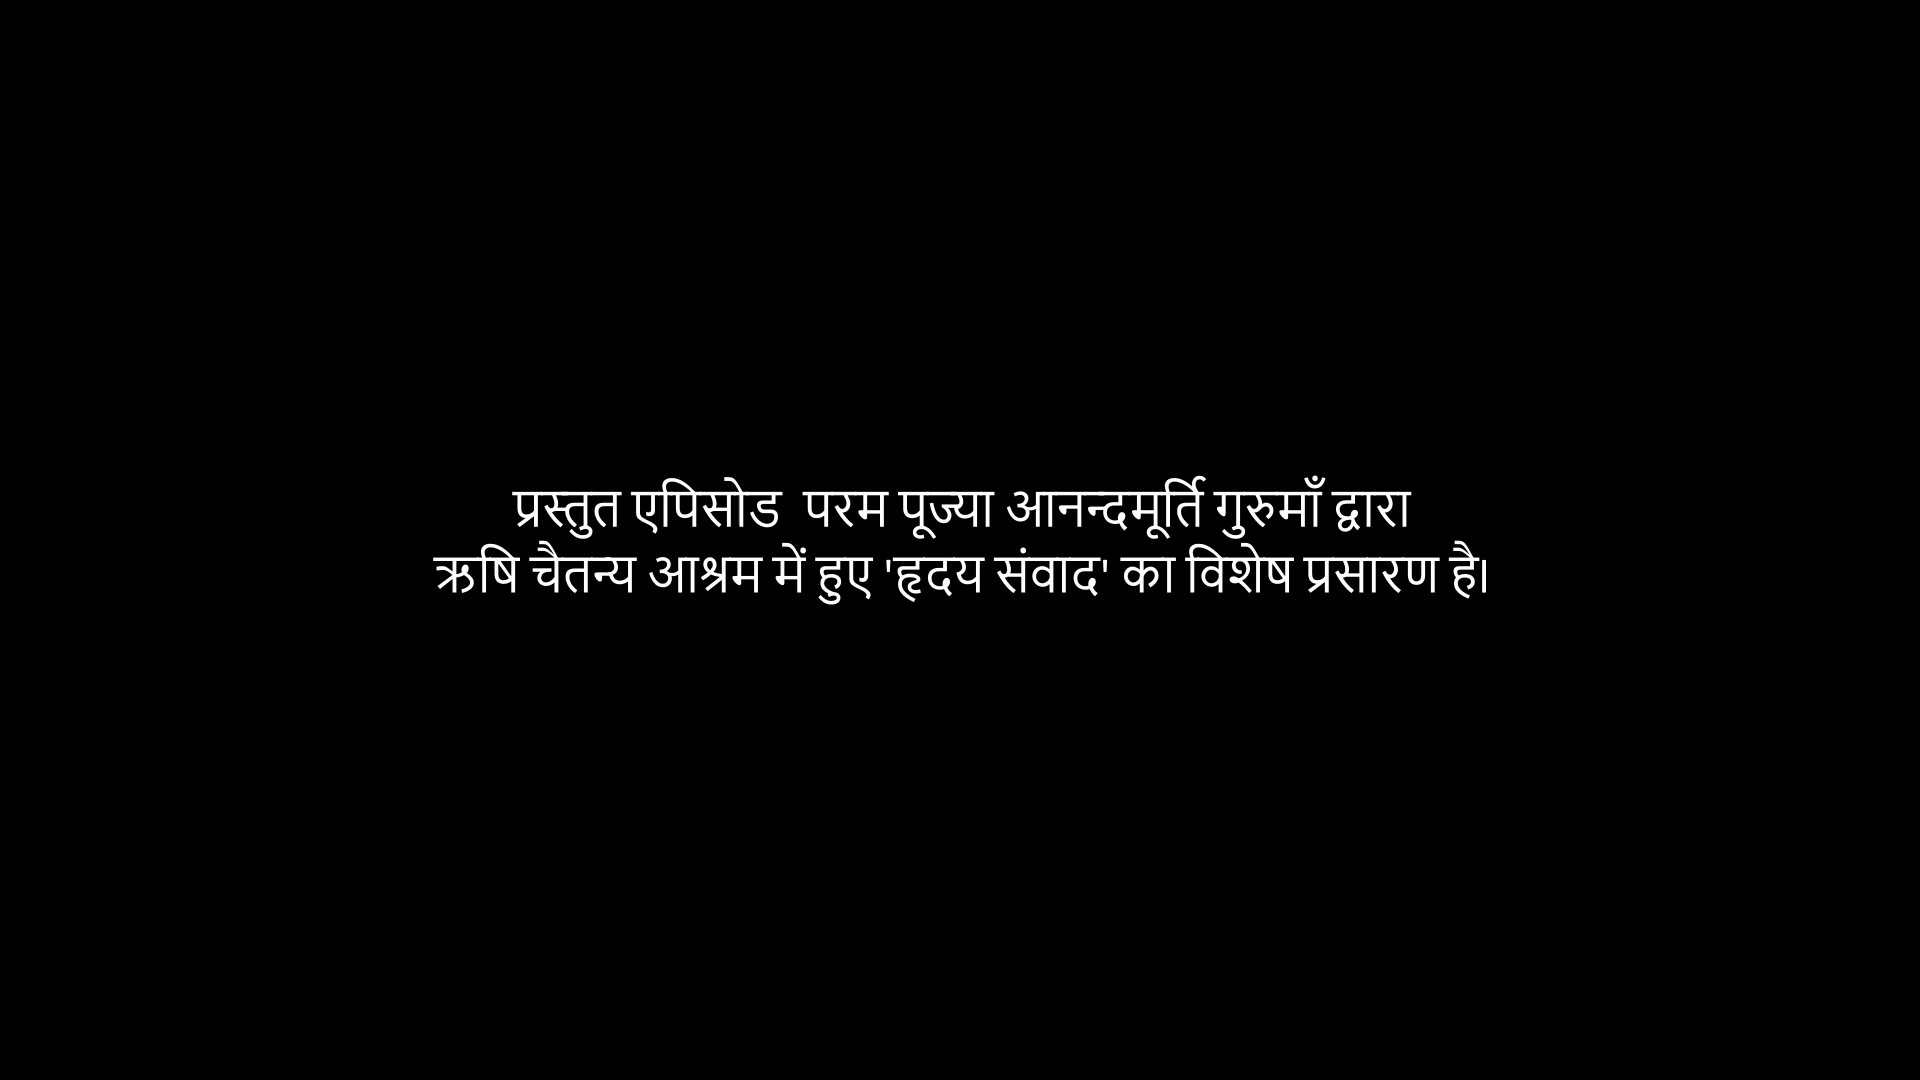 प्रस्तुत एपिसोड  परम पूज्या आनन्दमूर्ति गुरुमाँ द्वारा
ऋषि चैतन्य आश्रम में हुए 'हृदय संवाद' का विशेष प्रसारण है।